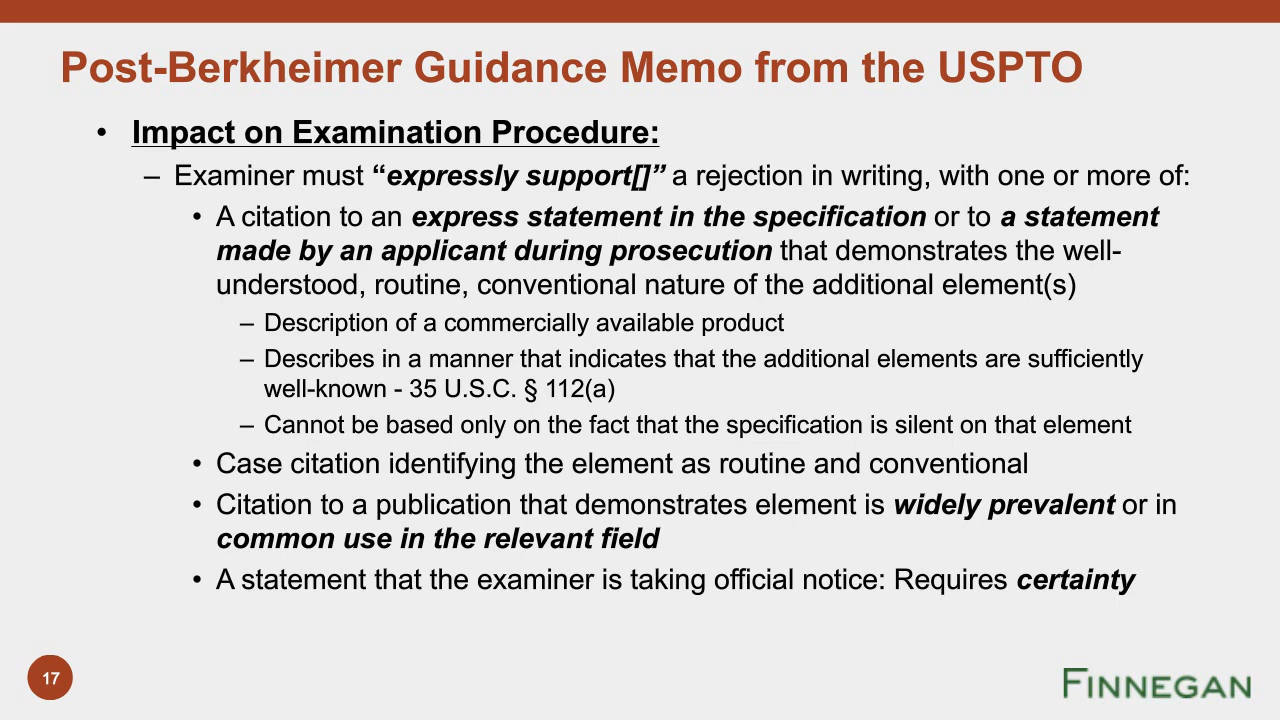 Post-Berkheimer Guidance Memo from the USPTO
• Impact on Examination Procedure:
– Examiner must “expressly support[]” a rejection in writing, with one or more of:
• A citation to an express statement in the specification or to a statement
made by an applicant during prosecution that demonstrates the well-
understood, routine, conventional nature of the additional element(s)
– Description of a commercially available product
– Describes in a manner that indicates that the additional elements are sufficiently
well-known - 35 U.S.C. § 112(a)
– Cannot be based only on the fact that the specification is silent on that element
• Case citation identifying the element as routine and conventional
• Citation to a publication that demonstrates element is widely prevalent or in
common use in the relevant field
• A statement that the examiner is taking official notice: Requires certainty
17
FINNEGAN